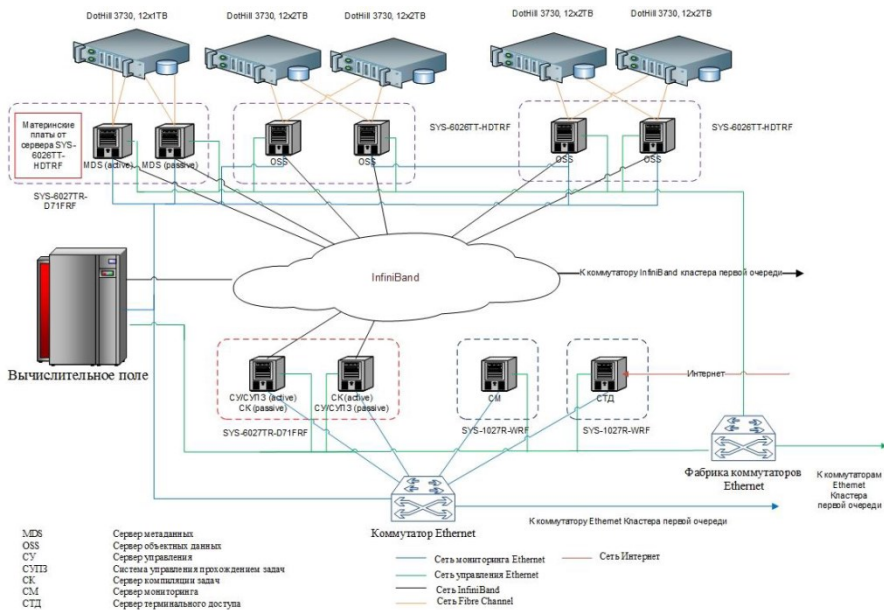 DotHill 3730, 12x1TB
DotHill 3730, 12x2TB
DotHill 3730, 12x2TB
DotHill 3730, 12x2TB
DotHill 3730, 12x2TB
Материнские
платы от
сервера SYS-
6026TT-
HDTRF
MDS (active)
MDS (passive)
OSS
OSS
SYS-6026TT-HDTRF
OSS
OSS
SYS-6026TT-HDTRF
SYS-6027TR-
D71FRF
InfiniBand
К коммутатору InfiniBand кластера первой очереди
Вычислительное поле
СУ/СУПЗ (active)
СК (passive)
СК (active)
СУ/СУПЗ (passive)
СМ
СТД
Интернет
SYS-6027TR-D71FRF
SYS-1027R-WRF
SYS-1027R-WRF
Фабрика коммутаторов
Ethernet
К коммутаторам
Ethernet
Кластера
первой очереди
Коммутатор Ethernet
К коммутатору Ethernet Кластера первой очереди
MDS Сервер метаданных
OSS Сервер объектных данных
СУ Сервер управления
СУПЗ Система управления прохождением задач
СК Сервер компиляции задач
СМ Сервер мониторинга
СТД Сервер терминального доступа
Сеть мониторинга Ethernet
Сеть управления Ethernet
Сеть InfiniBand
Сеть Fibre Channel
Сеть Интернет